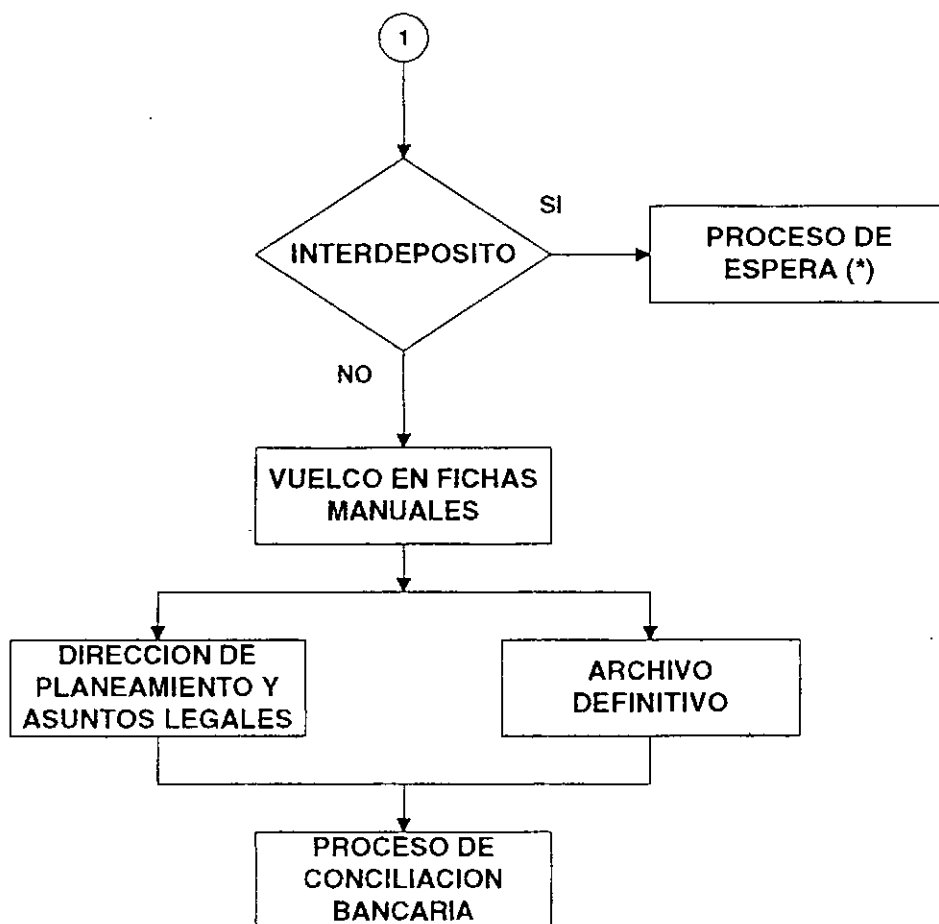 1
SI
INTERDEPOSITO
PROCESO DE
ESPERA (*)
NO
VUELCO EN FICHAS
MANUALES
DIRECCION DE
PLANEAMIENTO Y
ASUNTOS LEGALES
ARCHIVO
DEFINITIVO
PROCESO DE
CONCILIACION
BANCARIA